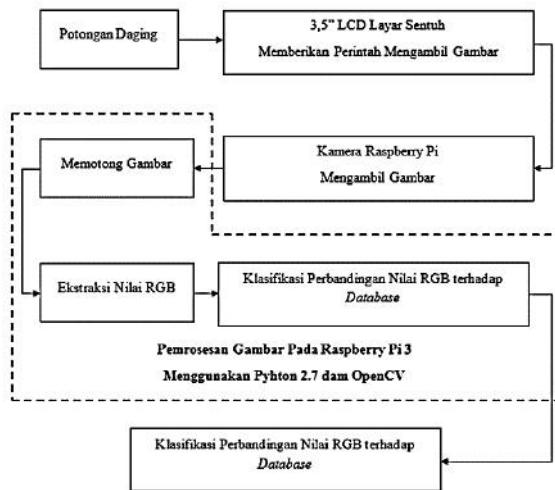 Potongan Daging
3,5" LCD Layar Sentuh
Memberikan Perintah Mengambil Gambar
Kamera Raspberry Pi
Mengambil Gambar
Memotong Gambar
Ekstraksi Nilai RGB
Klasifikasi Perbandingan Nilai RGB terhadap
Database
Pemrosesan Gambar Pada Raspberry Pi 3
Menggunakan Pyhton 2.7 dam OpenCV
Klasifikasi Perbandingan Nilai RGB terhadap
Database